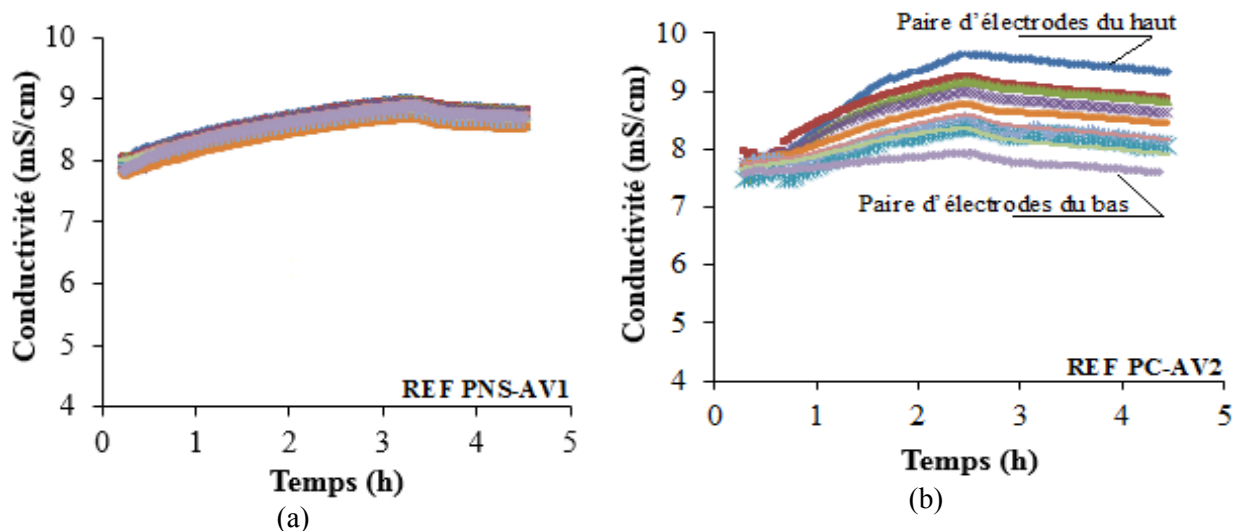 10
9
8
7
6
5
4
0 1 2 3 4 5
Conductivité (mS/cm)
Temps (h)
REF PNS-AV1
(a)
Paire d'électrodes du haut
10
9
8
7
6
5
4
0 1 2 3 4 5
Conductivité (mS/cm)
Temps (h)
Paire d'électrodes du bas
REF PC-AV2
(b)